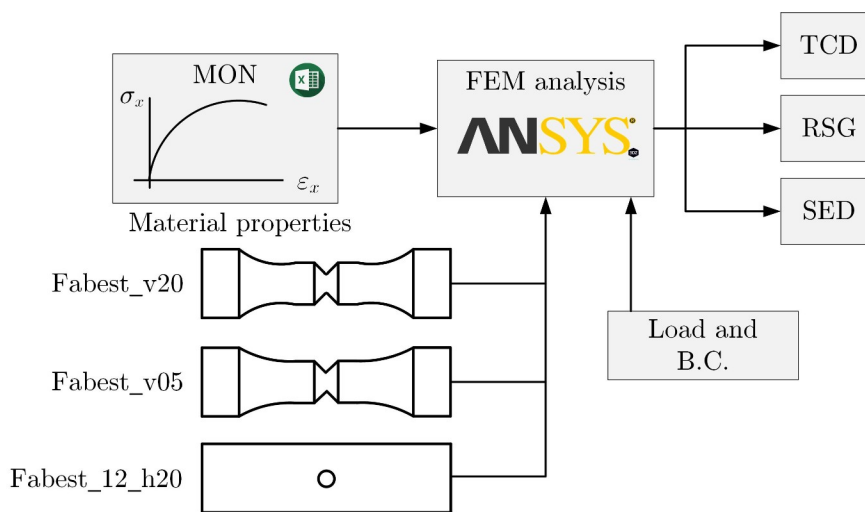 MON
X
σx
εx
Material properties
FEM analysis
ANSYS
TCD
RSG
SED
Fabest_v20
Fabest_v05
Fabest_12_h20
Load and
B.C.